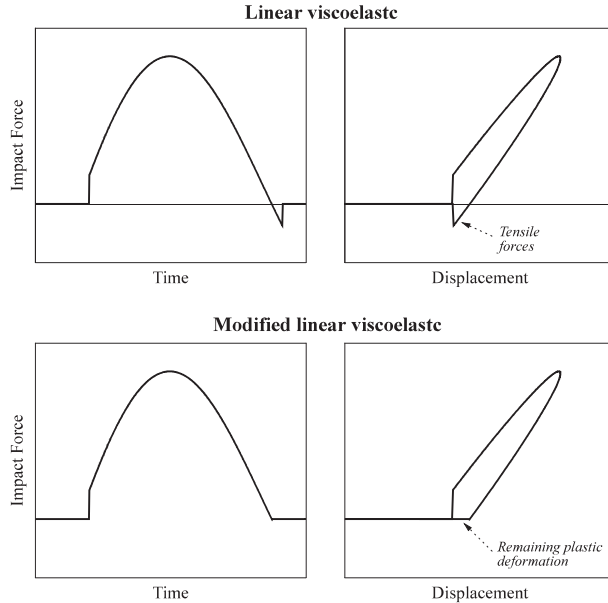 Linear viscoelastc
Impact Force
Time
Tensile
forces
Displacement
Modified linear viscoelastc
Impact Force
Time
Remaining plastic
deformation
Displacement